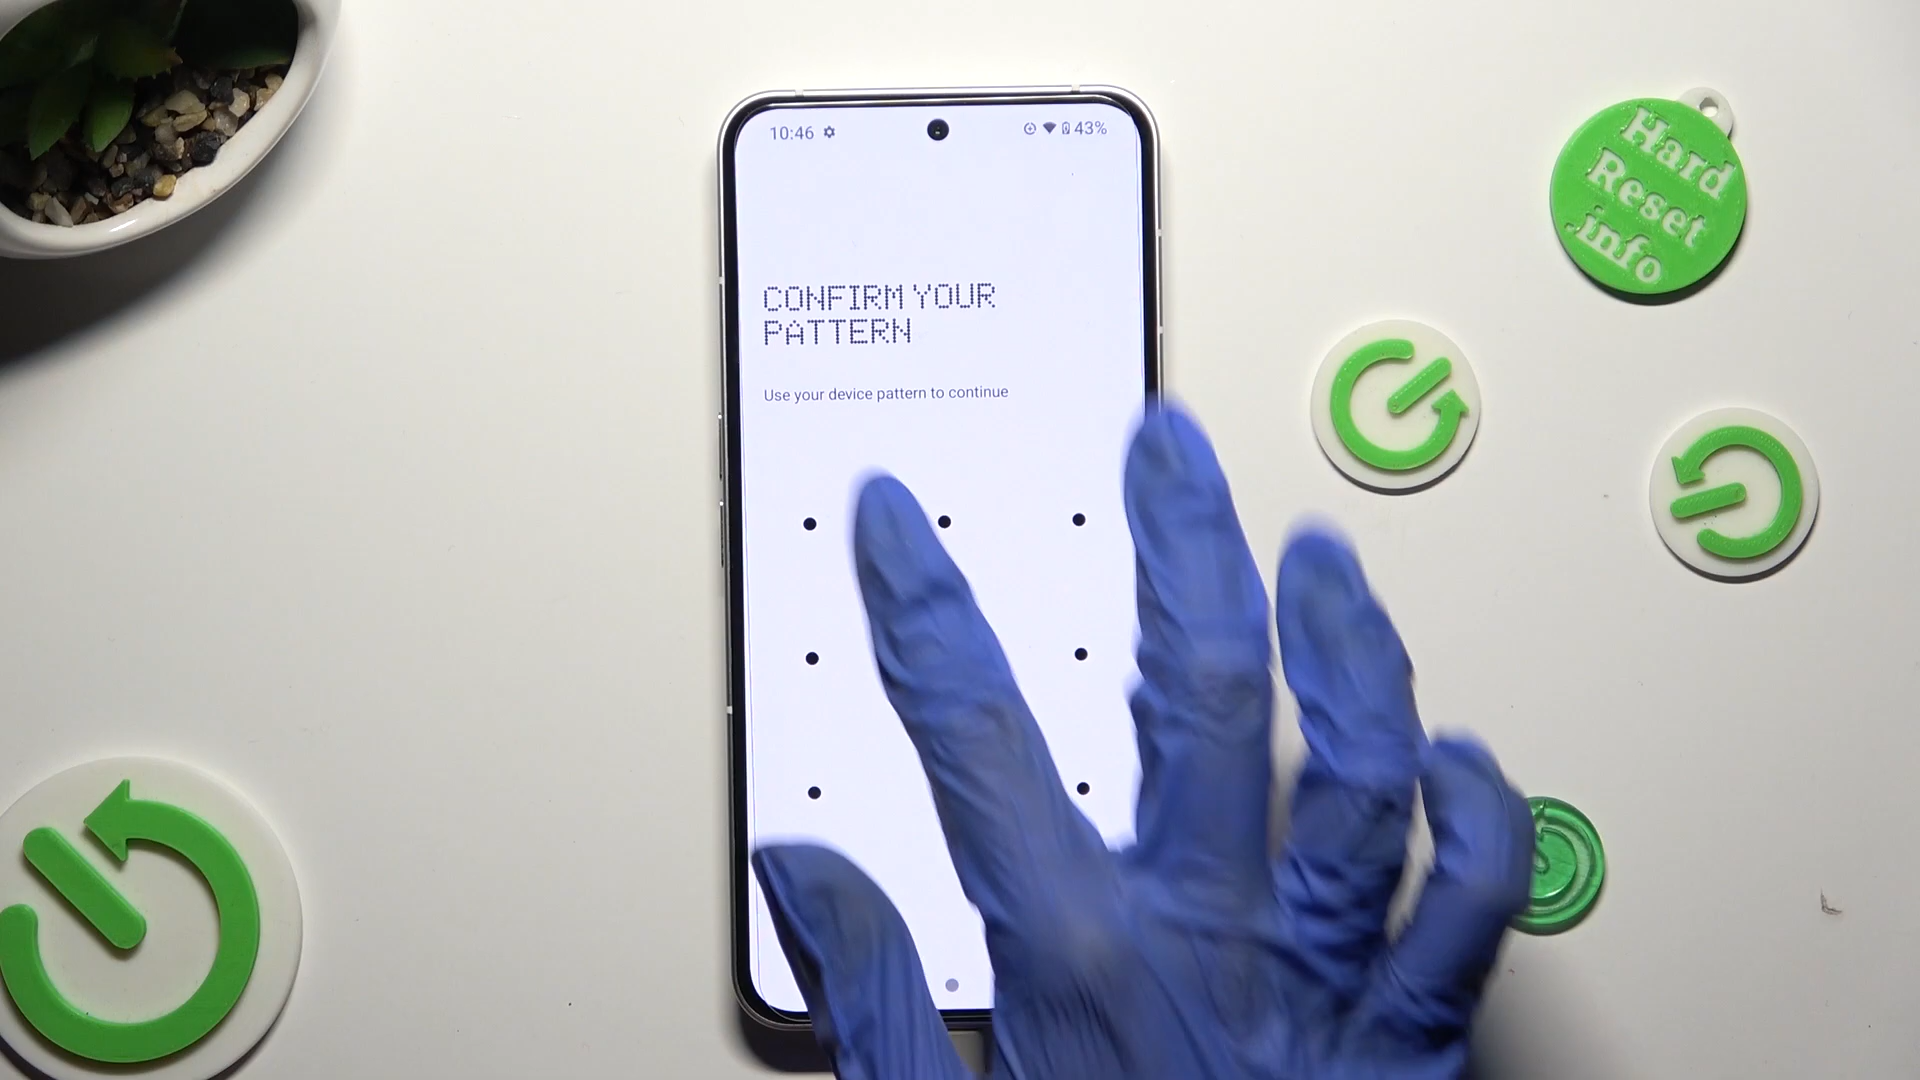 10:46
43%
CONFIRM YOUR
PATTERN
Use your device pattern to continue
Hard
Reset
.info